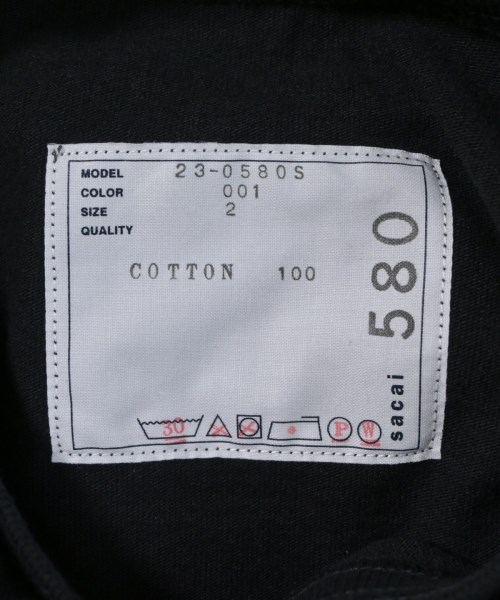 MODEL 23-0580S
COLOR 001
SIZE 2
QUALITY
COTTON 100
30
P
W
sacai 580